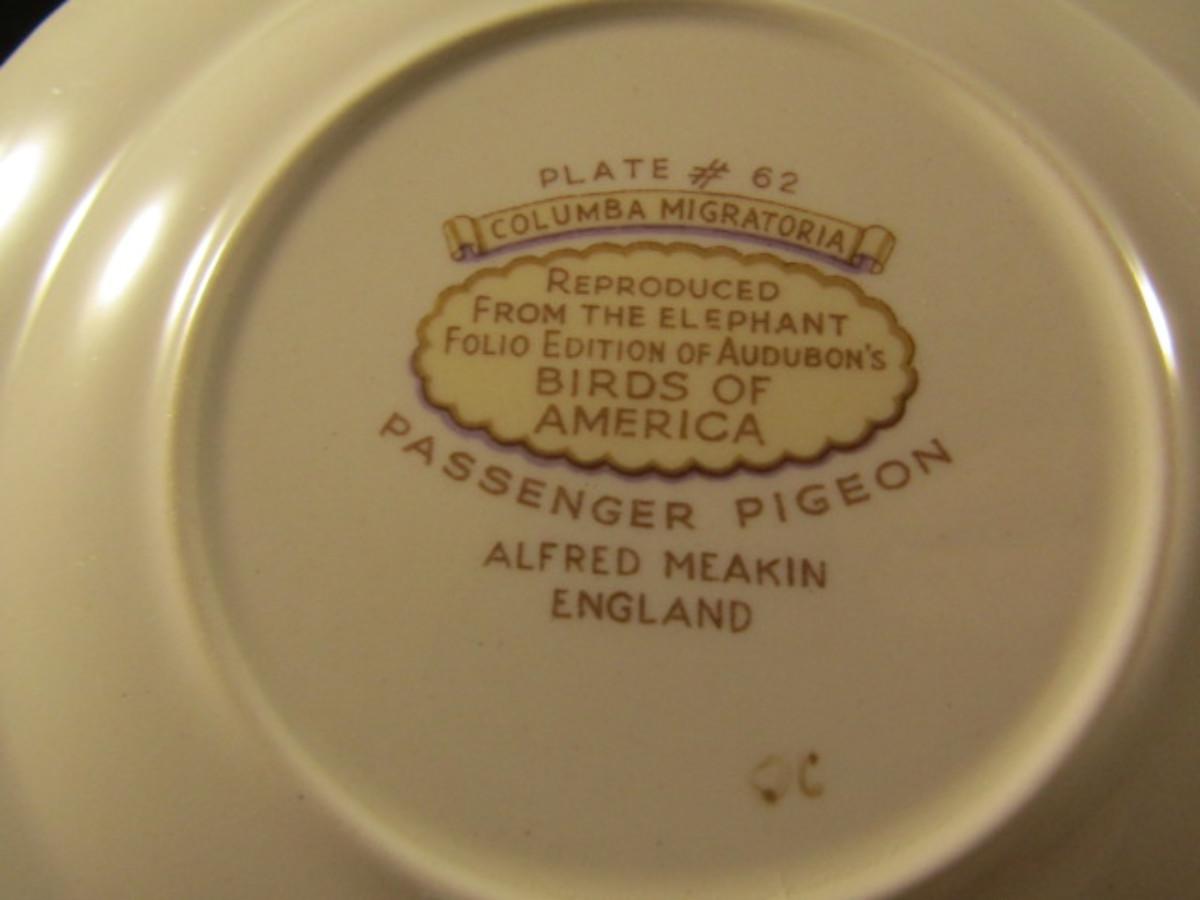 PLATE # 62
COLUMBA MIGRATORIA
REPRODUCED
FROM THE ELEPHANT
FOLIO EDITION OF AUDUBON'S
BIRDS OF
AMERICA
PASSENGER PIGEON
ALFRED MEAKIN
ENGLAND